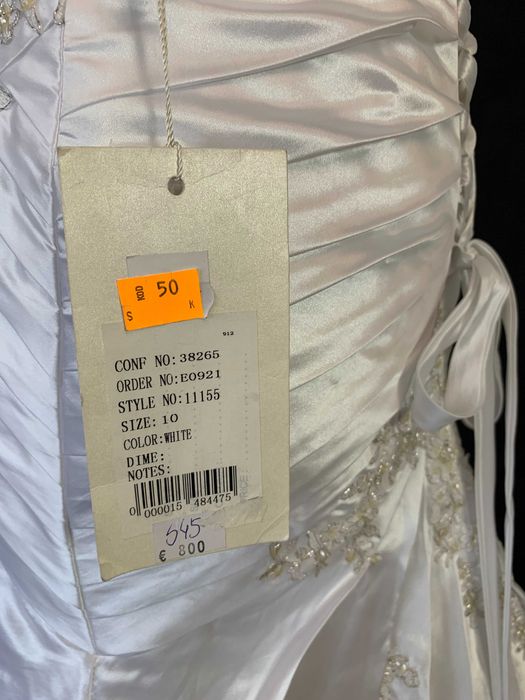 KOD 50
S K
912
CONF NO: 38265
ORDER NO: E0921
STYLE NO: 11155
SIZE: 10
COLOR: WHITE
DIME:
NOTES:
0 000015 484475
545
€ 800